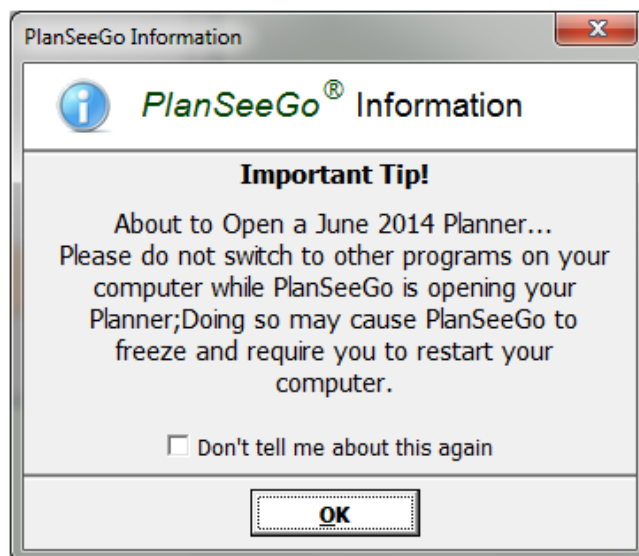 PlanSeeGo Information
PlanSeeGo® Information
Important Tip!
About to Open a June 2014 Planner...
Please do not switch to other programs on your
computer while PlanSeeGo is opening your
Planner;Doing so may cause PlanSeeGo to
freeze and require you to restart your
computer.
Don't tell me about this again
OK